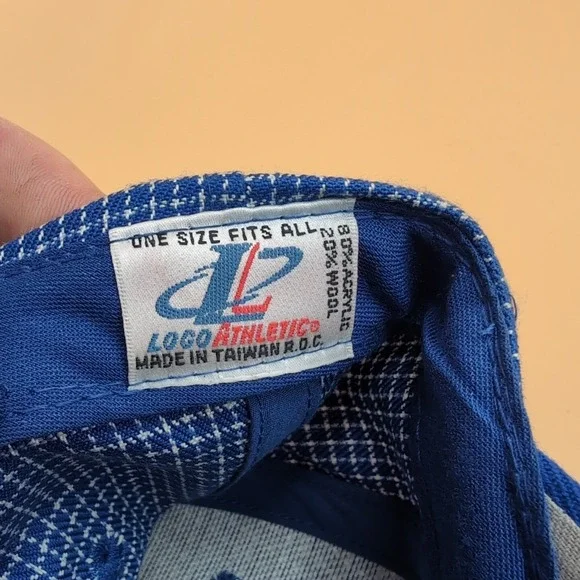 ONE SIZE FITS ALL
80% ACRYLIC
20% WOOL
L
LOGO ATHLETIC®
MADE IN TAIWAN R.O.C.